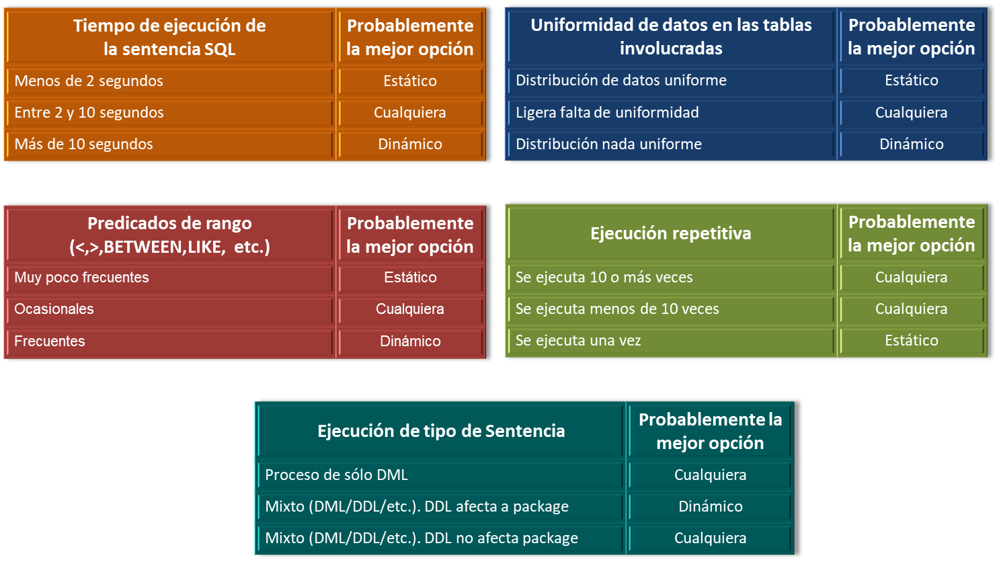 Tiempo de ejecución de
la sentencia SQL
Probablemente
la mejor opción
Menos de 2 segundos
Estático
Entre 2 y 10 segundos
Cualquiera
Más de 10 segundos
Dinámico
Uniformidad de datos en las tablas
involucradas
Probablemente
la mejor opción
Distribución de datos uniforme
Estático
Ligera falta de uniformidad
Cualquiera
Distribución nada uniforme
Dinámico
Predicados de rango
(<,>,BETWEEN,LIKE, etc.)
Probablemente
la mejor opción
Muy poco frecuentes
Estático
Ocasionales
Cualquiera
Frecuentes
Dinámico
Ejecución repetitiva
Probablemente
la mejor opción
Se ejecuta 10 o más veces
Cualquiera
Se ejecuta menos de 10 veces
Cualquiera
Se ejecuta una vez
Estático
Ejecución de tipo de Sentencia
Probablemente la
mejor opción
Proceso de sólo DML
Cualquiera
Mixto (DML/DDL/etc.). DDL afecta a package
Dinámico
Mixto (DML/DDL/etc.). DDL no afecta package
Cualquiera